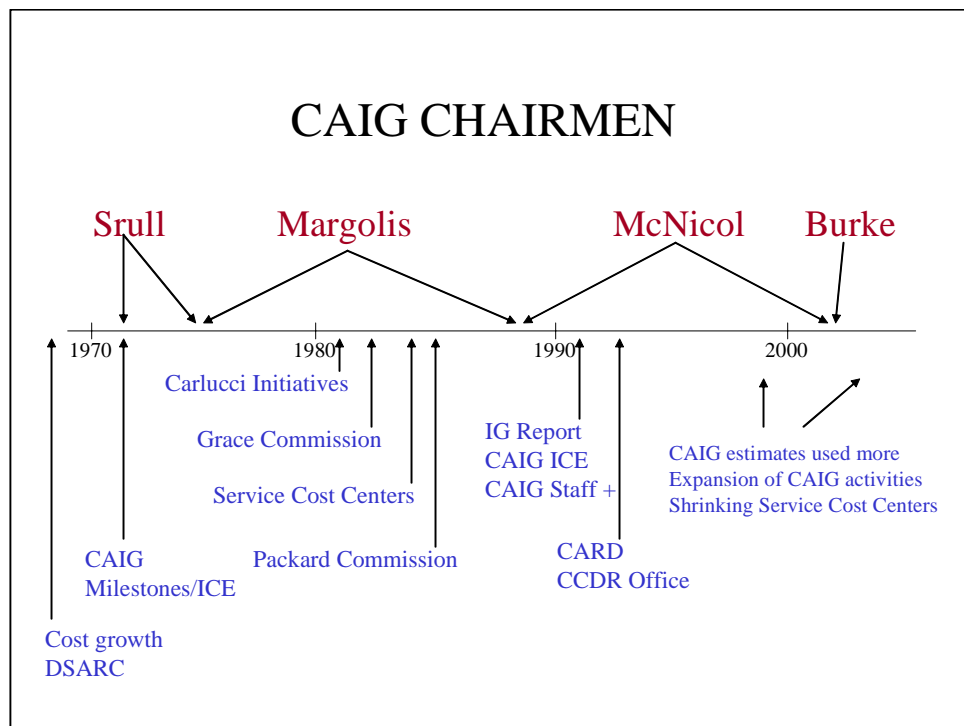 CAIG CHAIRMEN
Srull
Margolis
McNicol
Burke
1970
1980
1990
2000
Carlucci Initiatives
Grace Commission
Service Cost Centers
Packard Commission
CAIG
Milestones/ICE
Cost growth
DSARC
IG Report
CAIG ICE
CAIG Staff +
CARD
CCDR Office
CAIG estimates used more
Expansion of CAIG activities
Shrinking Service Cost Centers